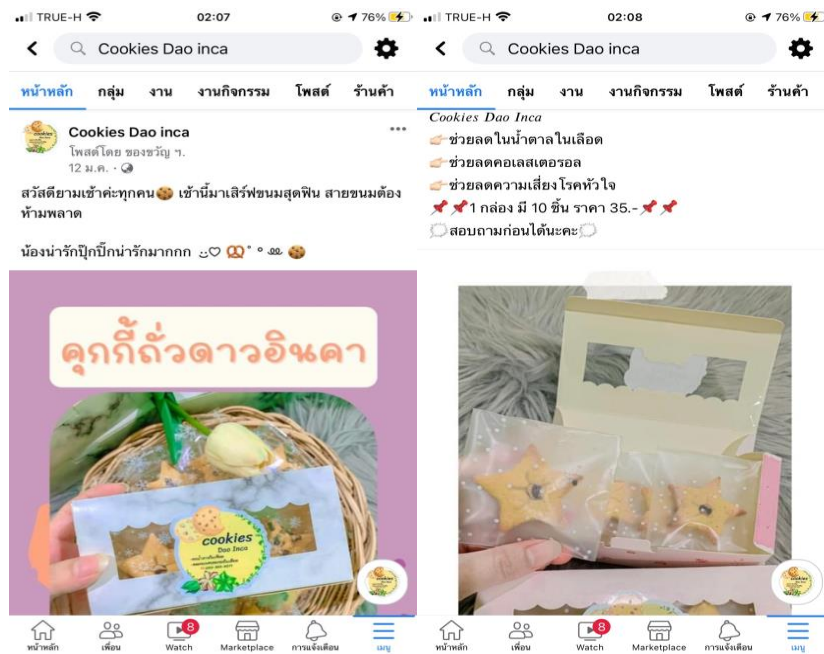 TRUE-H
02:07
76%
Cookies Dao inca
หน้าหลัก กลุ่ม งาน งานกิจกรรม โพสต์ ร้านค้า
Cookies Dao inca
โพสต์โดย ของขวัญ ฯ.
12 ม.ค. ·
สวัสดียามเช้าค่ะทุกคน🍪 เช้านี้มาเสิร์ฟขนมสุดฟิน สายขนมต้อง
ห้ามพลาด
น้องน่ารักปุ๊กปิ๊กน่ารักมากกก
คุกกี้ถั่วดาวอินคา
cookies
Dao Inca
cookies
8
หน้าหลัก เพื่อน Watch Marketplace การแจ้งเตือน เมนู
TRUE-H
02:08
76%
Cookies Dao inca
หน้าหลัก กลุ่ม งาน งานกิจกรรม โพสต์ ร้านค้า
Cookies Dao Inca
👉🏻ช่วยลดในน้ำตาลในเลือด
👉🏻ช่วยลดคอเลสเตอรอล
👉🏻ช่วยลดความเสี่ยงโรคหัวใจ
📌📌1 กล่อง มี 10 ชิ้น ราคา 35.-📌📌
💭สอบถามก่อนได้นะคะ💭
cookies
8
หน้าหลัก เพื่อน Watch Marketplace การแจ้งเตือน เมนู